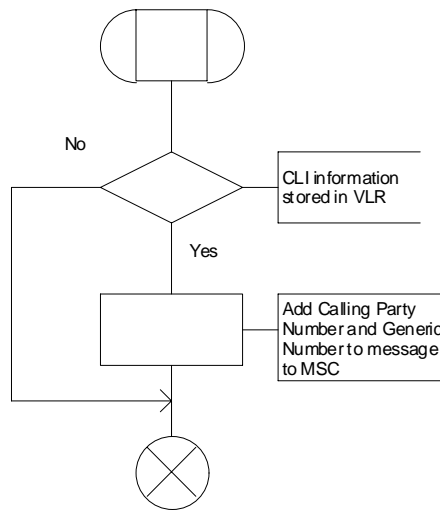 No
CLI information
stored in VLR
Yes
Add Calling Party
Number and Generic
Number to message
to MSC